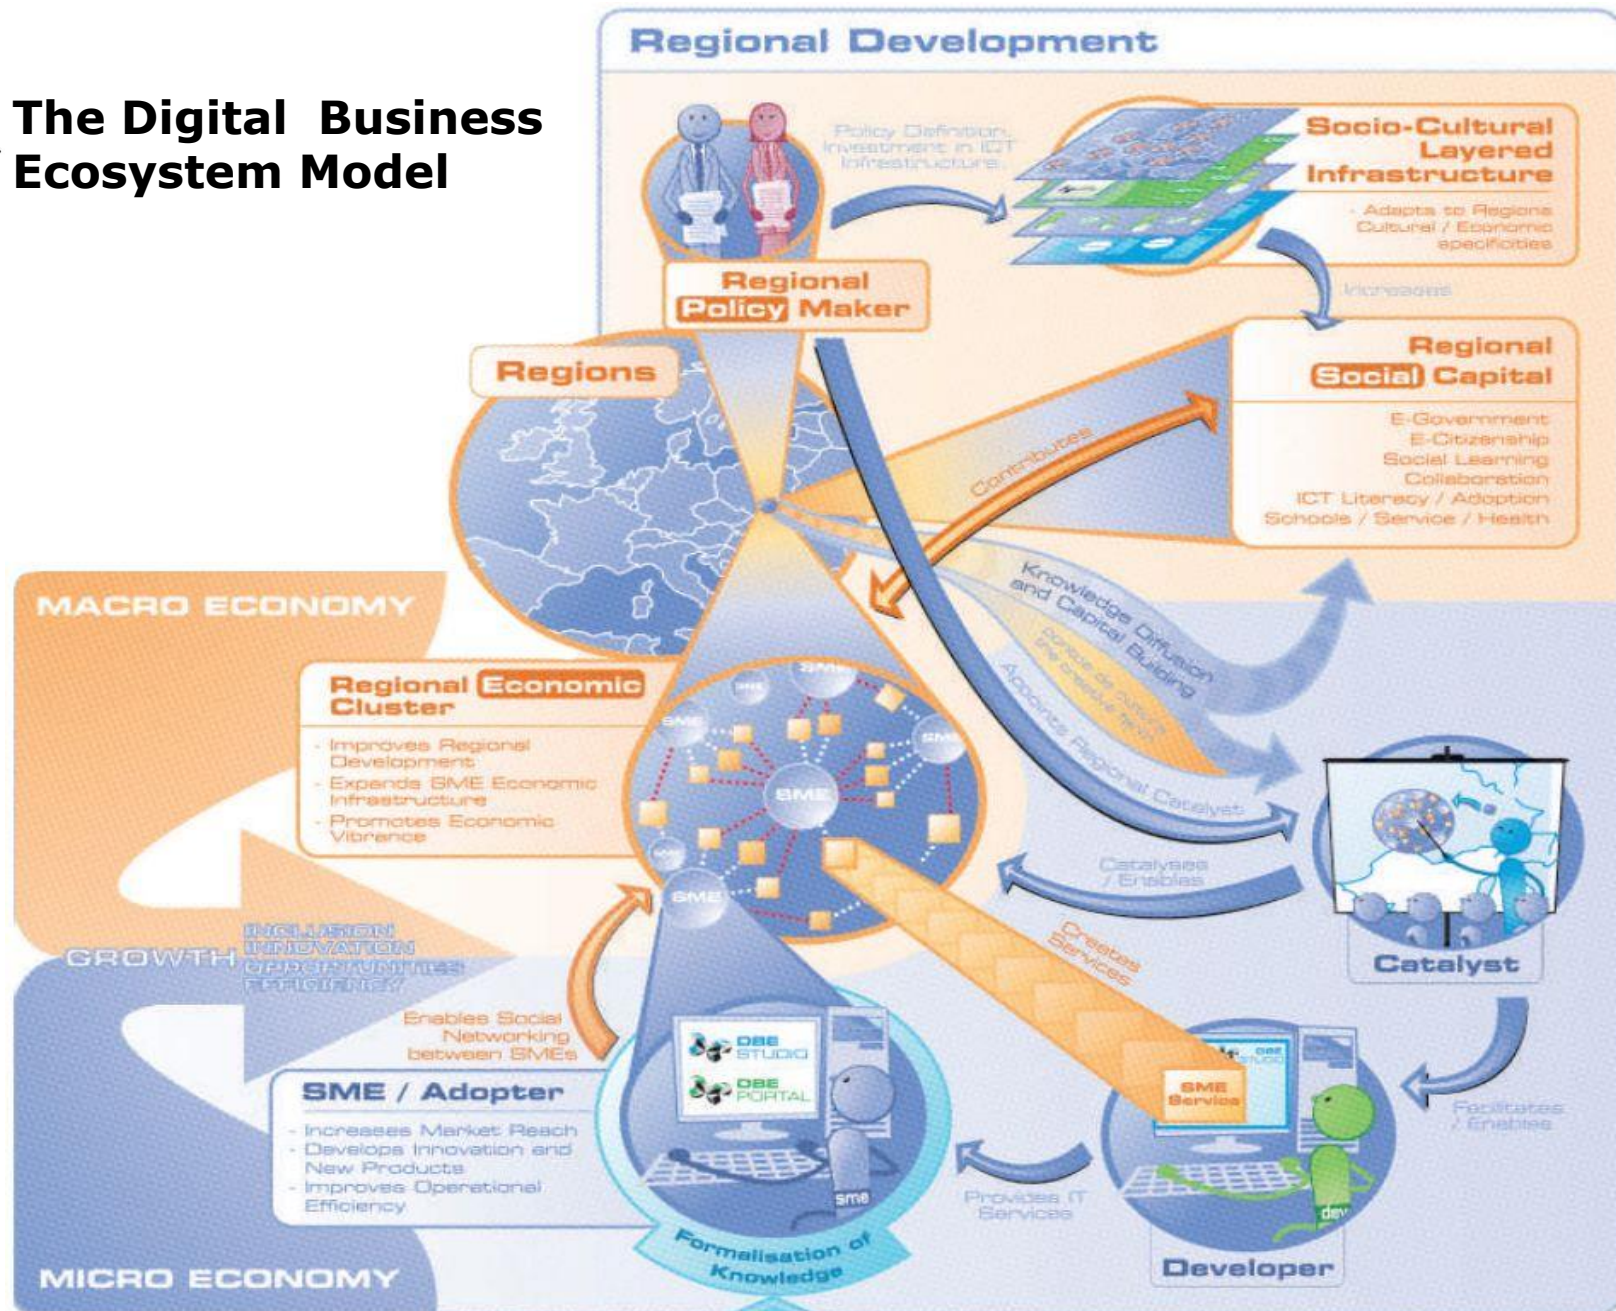 The Digital Business
Ecosystem Model
Regional Development
Policy Definition,
Investment in ICT
Infrastructure.
Socio-Cultural
Layered
Infrastructure
- Adapts to Regions
Cultural / Economic
specificities
Regional
Policy Maker
Increases
Regions
Regional
Social Capital
E-Government
E-Citizenship
Social Learning
Collaboration
ICT Literacy / Adoption
Schools / Service / Health
Contributes
Knowledge Diffusion
and Capital Building
Appoints Regional Catalyst
MACRO ECONOMY
Regional Economic
Cluster
- Improves Regional
Development
- Expands SME Economic
Infrastructure
- Promotes Economic
Vibrance
SME
SME
SME
SME
SME
SME
SME
Catalyses
/ Enables
Creates
Services
Catalyst
GROWTH
INCLUSION
INNOVATION
OPPORTUNITIES
EFFICIENCY
Enables Social
Networking
between SMEs
DBE
STUDIO
DBE
PORTAL
sme
SME / Adopter
- Increases Market Reach
- Develops Innovation and
New Products
- Improves Operational
Efficiency
DBE
STUDIO
SME
Service
dev
Facilitates
/ Enables
Provides IT
Services
Developer
Formalisation of
Knowledge
MICRO ECONOMY